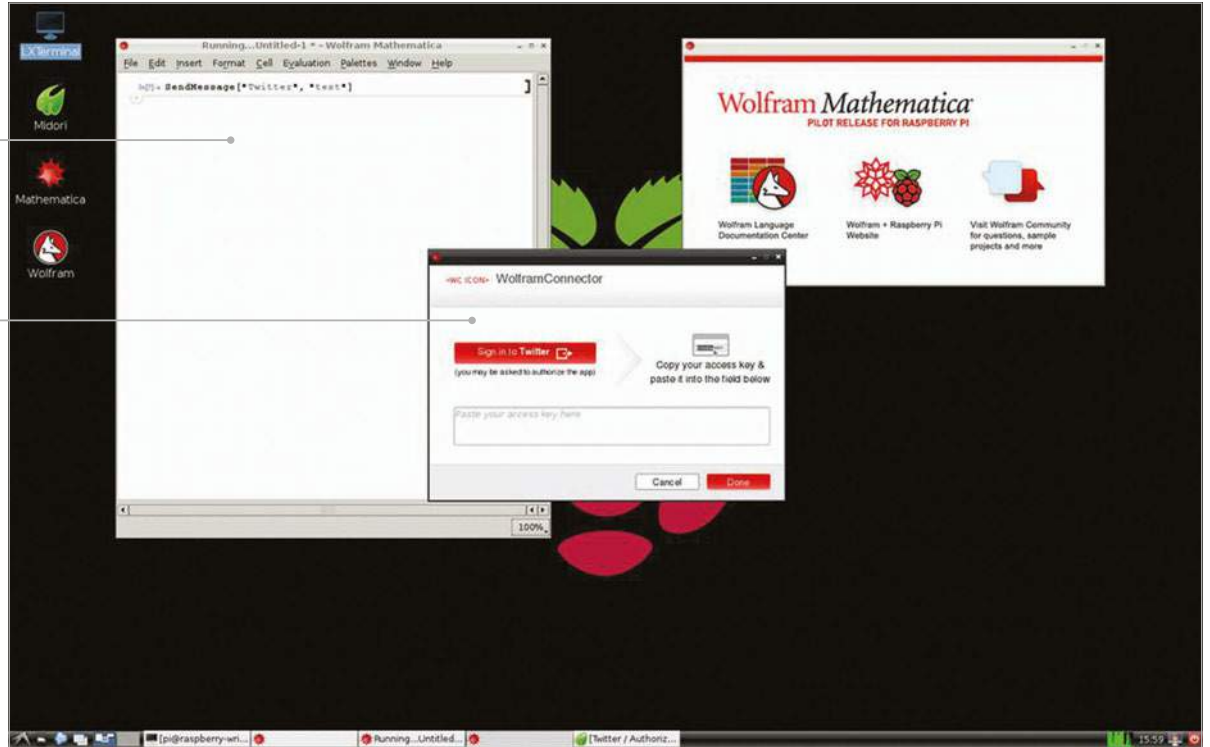 LXTerminal
Midori
Mathematica
Wolfram
Running...Untitled-1 * - Wolfram Mathematica
File Edit Insert Format Cell Evaluation Palettes Window Help
SendMessage["Twitter", "test"]
100%
Wolfram Mathematica
PILOT RELEASE FOR RASPBERRY PI
Wolfram Language
Documentation Center
Wolfram + Raspberry Pi
Website
Visit Wolfram Community
for questions, sample
projects and more
<WC ICON> WolframConnector
Sign in to Twitter
(you may be asked to authorize the app)
Copy your access key &
paste it into the field below
Paste your access key here
Cancel
Done
[pi@raspberry-wri...
Running...Untitled...
[Twitter / Authoriz...
15:59